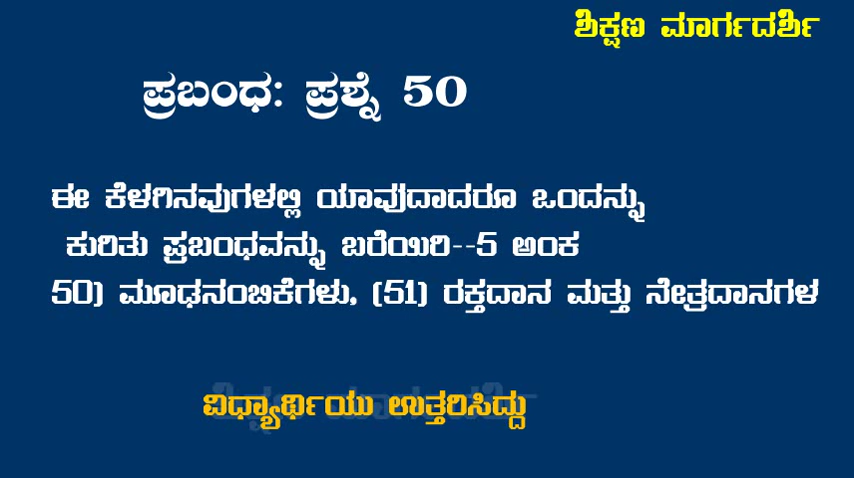 ಶಿಕ್ಷಣ ಮಾರ್ಗದರ್ಶಿ
ಪ್ರಬಂಧ: ಪ್ರಶ್ನೆ 50
ಈ ಕೆಳಗಿನವುಗಳಲ್ಲಿ ಯಾವುದಾದರೂ ಒಂದನ್ನು
ಕುರಿತು ಪ್ರಬಂಧವನ್ನು ಬರೆಯಿರಿ--5 ಅಂಕ
50) ಮೂಢನಂಬಿಕೆಗಳು, (51) ರಕ್ತದಾನ ಮತ್ತು ನೇತ್ರದಾನಗಳ
ವಿಧ್ಯಾರ್ಥಿಯು ಉತ್ತರಿಸಿದ್ದು